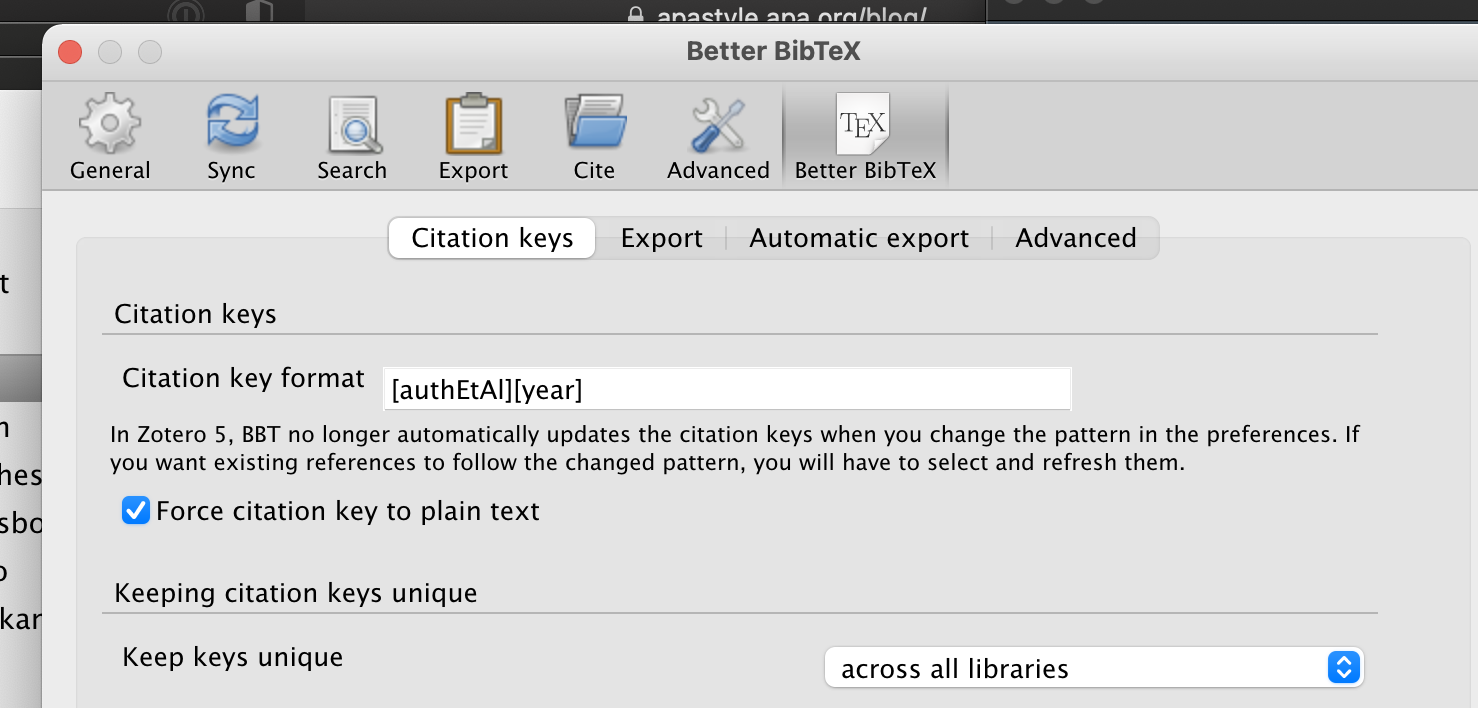 apastyle.apa.org/blog/
Better BibTeX
General Sync Search Export Cite Advanced TEX Better BibTeX
Citation keys Export Automatic export Advanced
Citation keys
Citation key format [authEtAl][year]
In Zotero 5, BBT no longer automatically updates the citation keys when you change the pattern in the preferences. If
you want existing references to follow the changed pattern, you will have to select and refresh them.
Force citation key to plain text
Keeping citation keys unique
Keep keys unique across all libraries